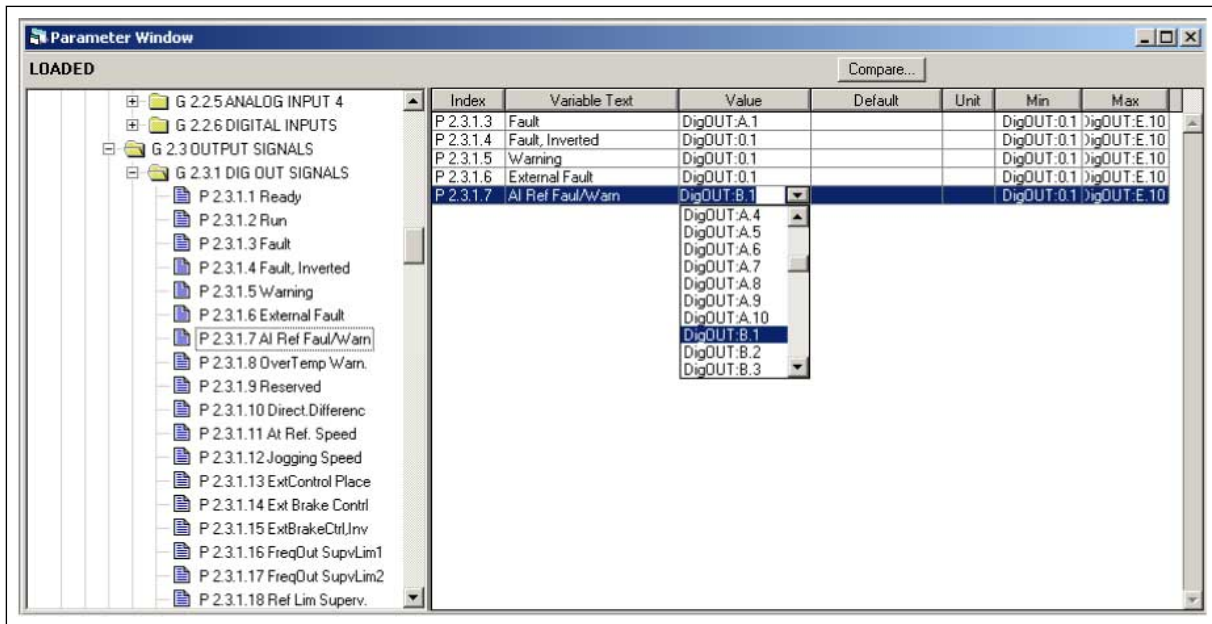 Parameter Window
LOADED
Compare...
G 2.2.5 ANALOG INPUT 4
G 2.2.6 DIGITAL INPUTS
G 2.3 OUTPUT SIGNALS
G 2.3.1 DIG OUT SIGNALS
P 2.3.1.1 Ready
P 2.3.1.2 Run
P 2.3.1.3 Fault
P 2.3.1.4 Fault, Inverted
P 2.3.1.5 Warning
P 2.3.1.6 External Fault
P 2.3.1.7 AI Ref Faul/Warn
P 2.3.1.8 OverTemp Warn.
P 2.3.1.9 Reserved
P 2.3.1.10 Direct.Differenc
P 2.3.1.11 At Ref. Speed
P 2.3.1.12 Jogging Speed
P 2.3.1.13 ExtControl Place
P 2.3.1.14 Ext Brake Contrl
P 2.3.1.15 ExtBrakeCtrl,Inv
P 2.3.1.16 FreqOut SupvLim1
P 2.3.1.17 FreqOut SupvLim2
P 2.3.1.18 Ref Lim Superv.
Index Variable Text Value Default Unit Min Max
P 2.3.1.3 Fault DigOUT:A.1 DigOUT:0.1 DigOUT:E.10
P 2.3.1.4 Fault, Inverted DigOUT:0.1 DigOUT:0.1 DigOUT:E.10
P 2.3.1.5 Warning DigOUT:0.1 DigOUT:0.1 DigOUT:E.10
P 2.3.1.6 External Fault DigOUT:0.1 DigOUT:0.1 DigOUT:E.10
P 2.3.1.7 AI Ref Faul/Warn DigOUT:B.1 DigOUT:0.1 DigOUT:E.10
DigOUT:A.4
DigOUT:A.5
DigOUT:A.6
DigOUT:A.7
DigOUT:A.8
DigOUT:A.9
DigOUT:A.10
DigOUT:B.1
DigOUT:B.2
DigOUT:B.3